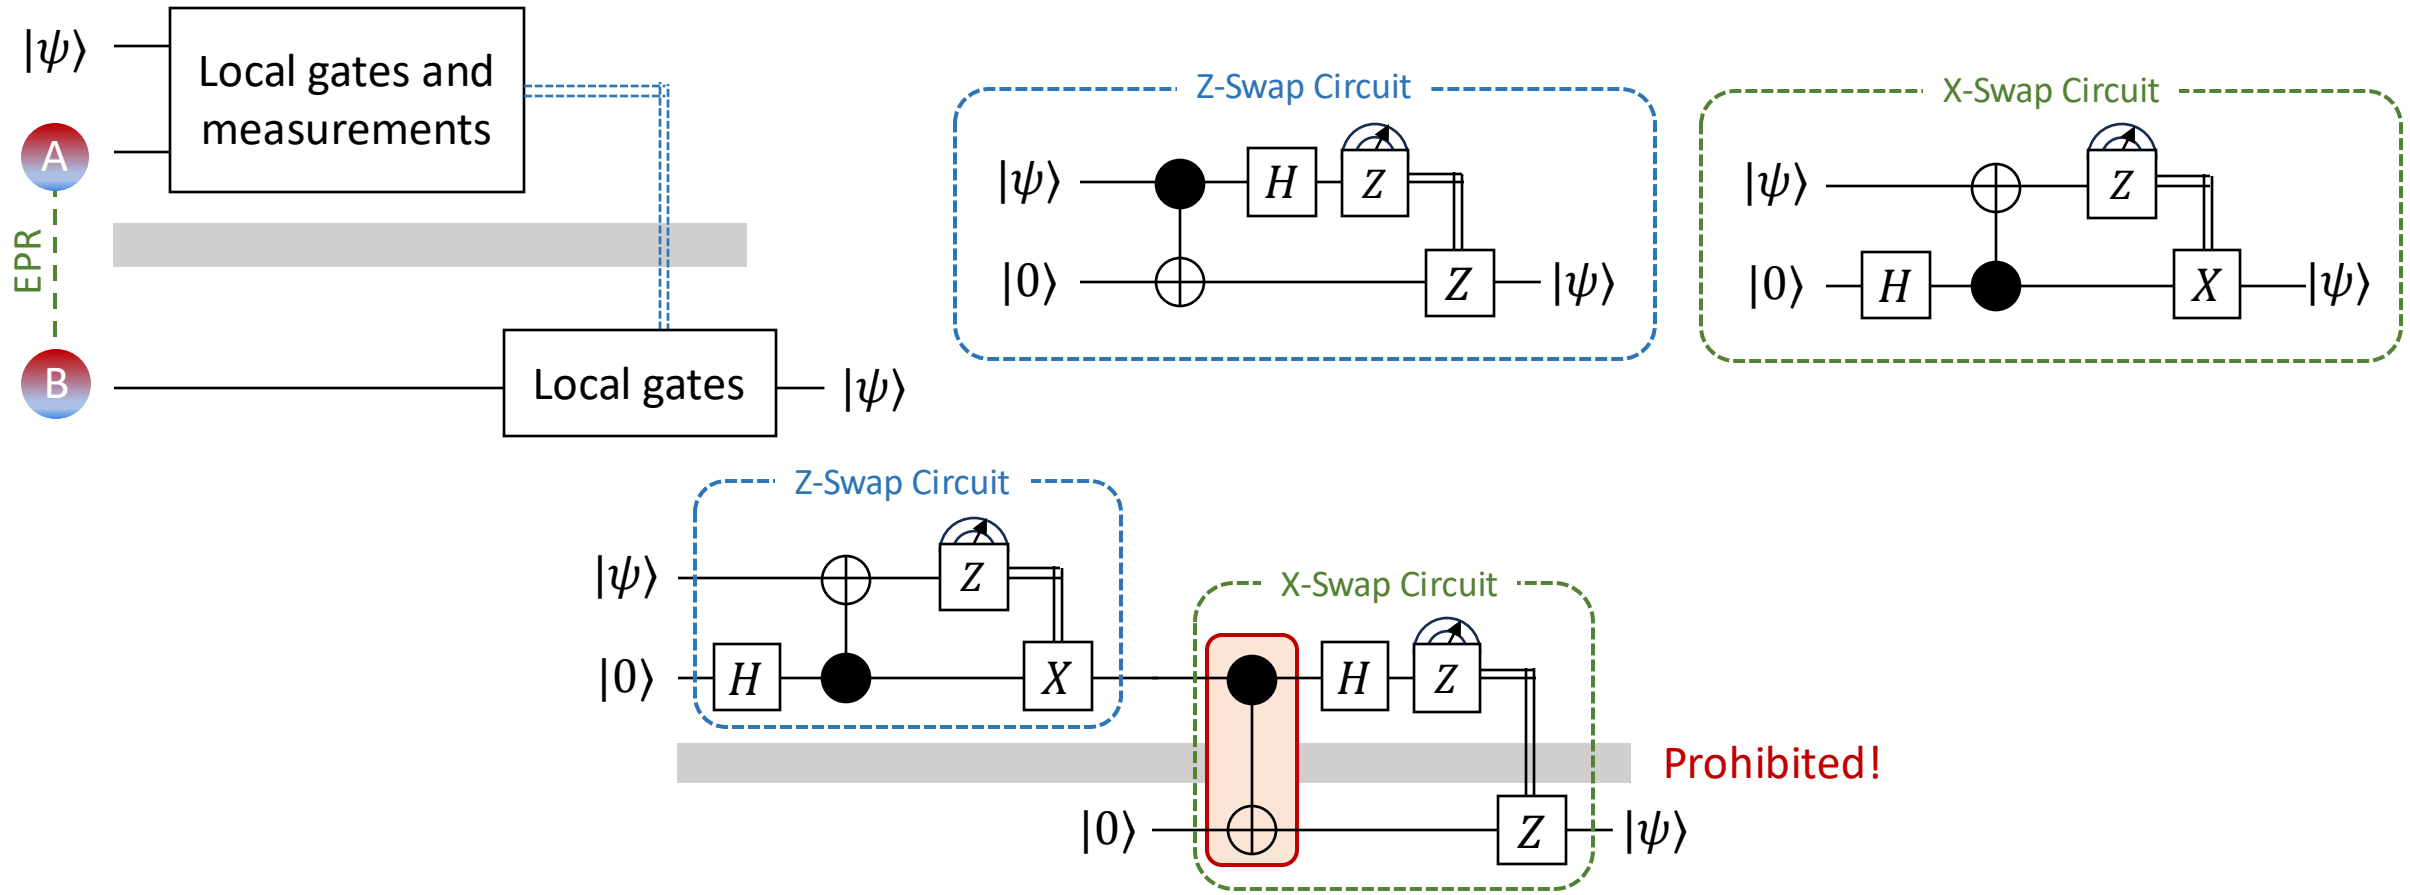 |ψ⟩
Local gates and
measurements
A
EPR
B
Local gates
|ψ⟩
Z-Swap Circuit
|ψ⟩
H
Z
|0⟩
Z
|ψ⟩
X-Swap Circuit
|ψ⟩
Z
|0⟩
H
X
|ψ⟩
Z-Swap Circuit
|ψ⟩
Z
|0⟩
H
X
X-Swap Circuit
H
Z
Prohibited!
|0⟩
Z
|ψ⟩